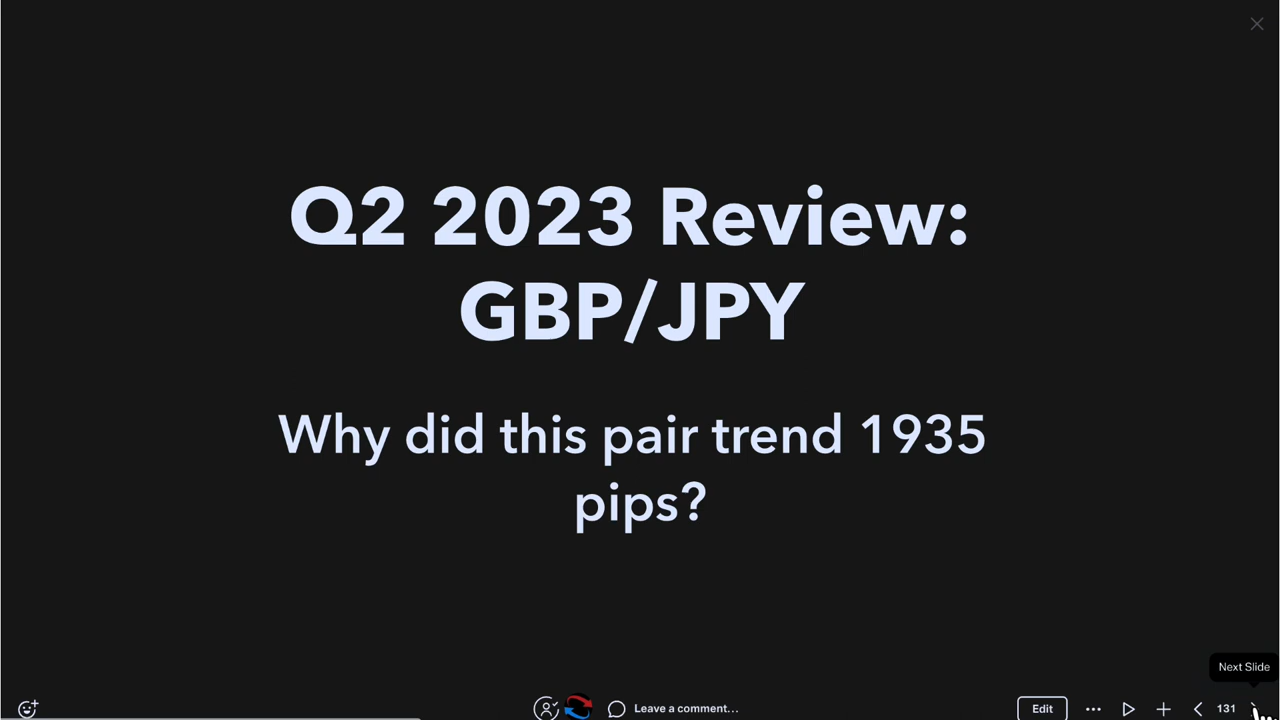 Q2 2023 Review:
GBP/JPY
Why did this pair trend 1935
pips?
Next Slide
Leave a comment...
Edit
131